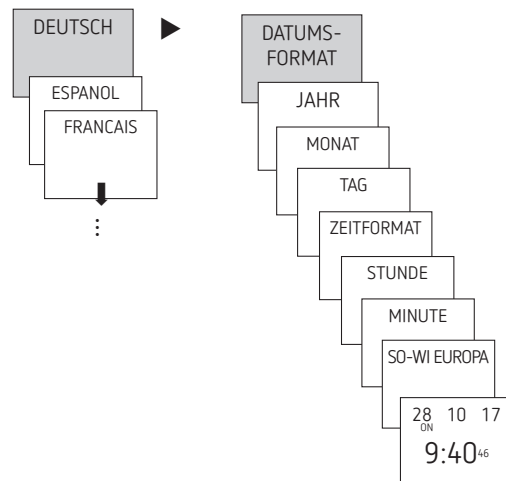 DEUTSCH
ESPANOL
FRANCAIS
DATUMS-
FORMAT
JAHR
MONAT
TAG
ZEITFORMAT
STUNDE
MINUTE
SO-WI EUROPA
28 10 17
ON
9:40 46